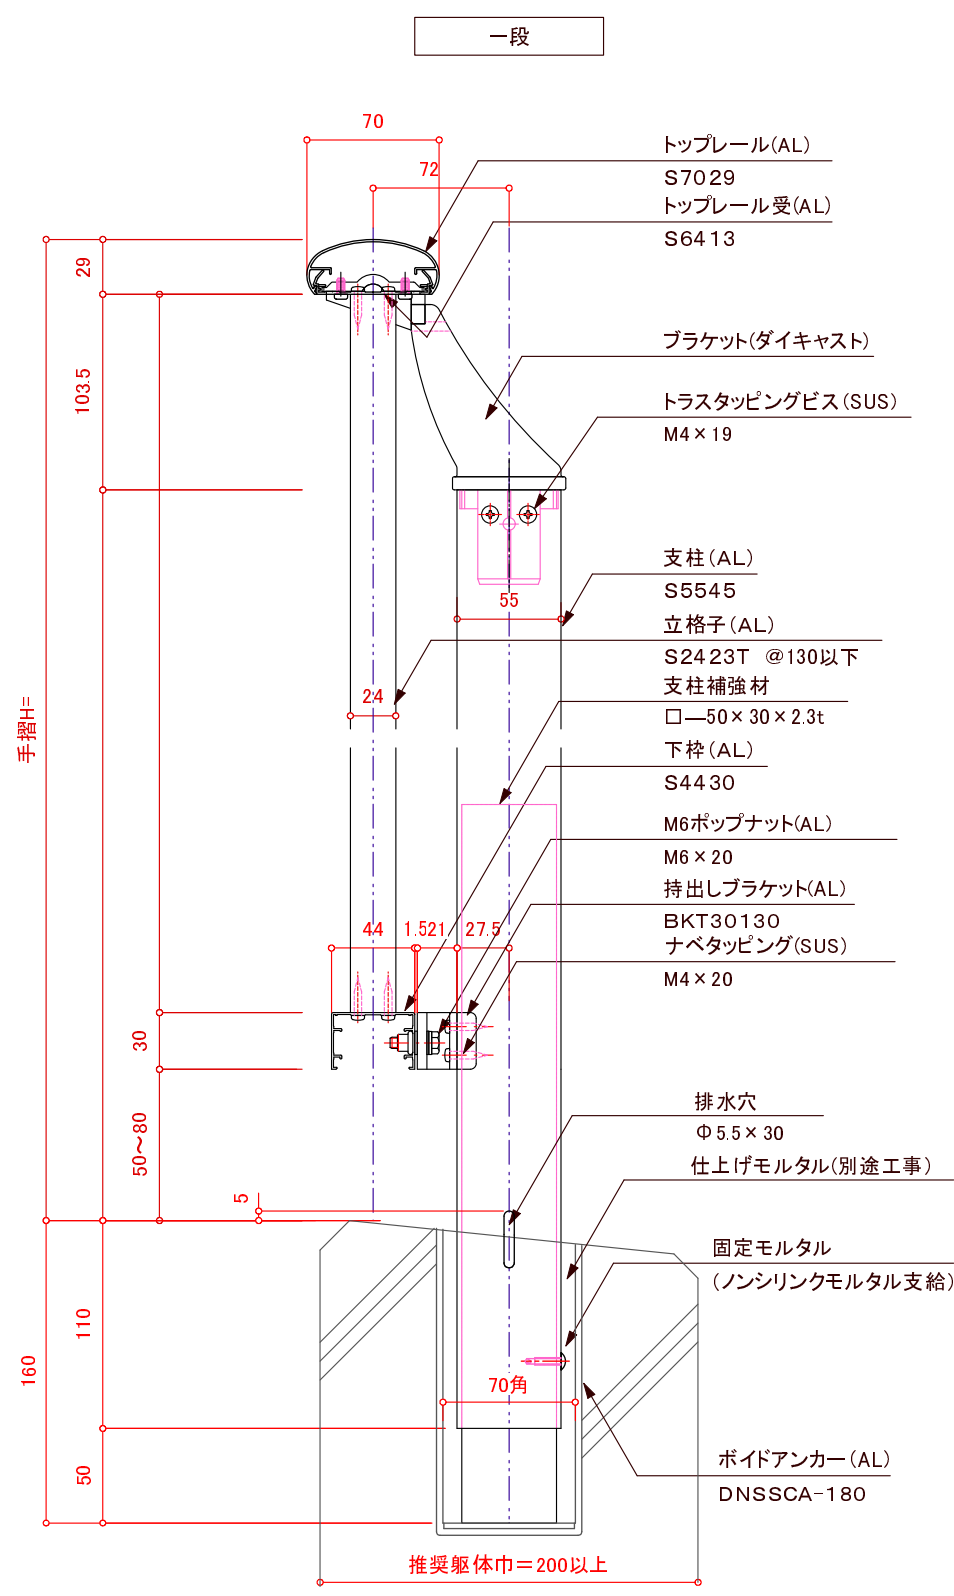 一段
70
72
トップレール(AL)
S7029
トップレール受(AL)
S6413
29
103.5
ブラケット(ダイキャスト)
トラスタッピングビス(SUS)
M4×19
支柱(AL)
S5545
55
立格子(AL)
S2423T @130以下
24
支柱補強材
□—50×30×2.3t
手摺H=
下枠(AL)
S4430
M6ポップナット(AL)
M6×20
持出しブラケット(AL)
BKT30130
44
1.5
21
27.5
ナベタッピング(SUS)
M4×20
30
50〜80
排水穴
Φ5.5×30
5
仕上げモルタル(別途工事)
固定モルタル
(ノンシリンクモルタル支給)
110
160
70角
50
ボイドアンカー(AL)
DNSSCA-180
推奨躯体巾=200以上